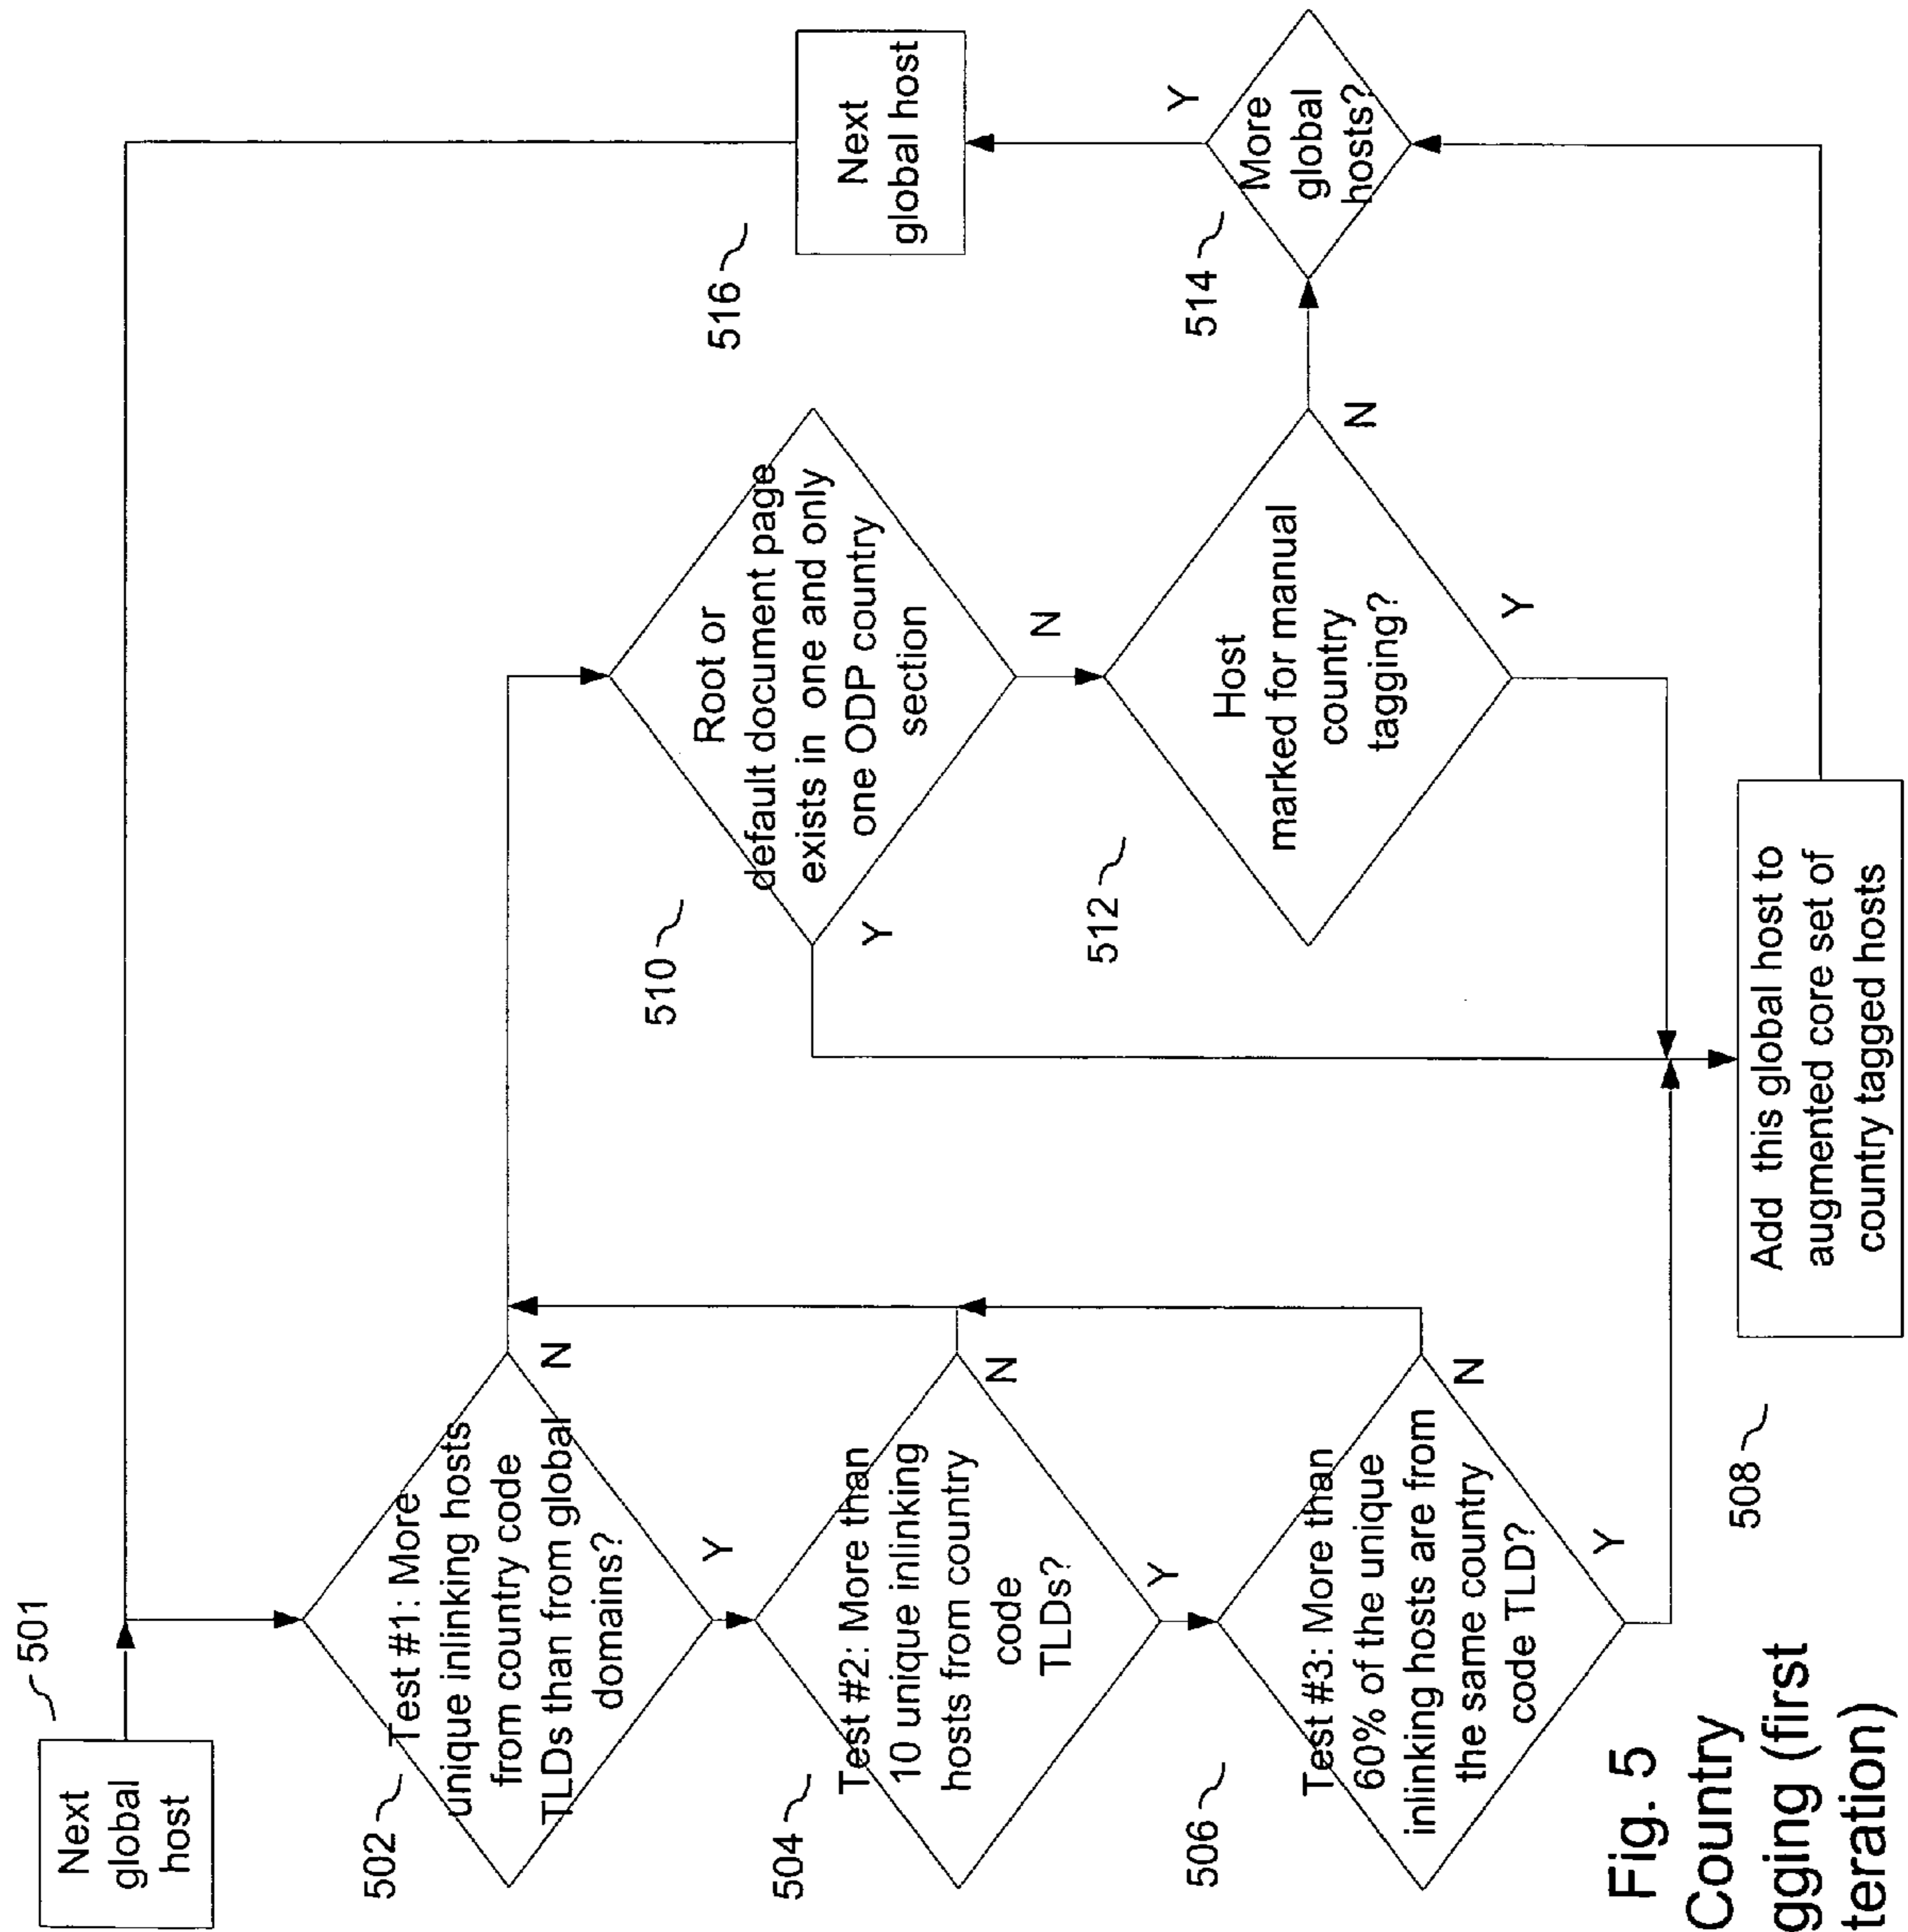 Next
global
host
501
502
Test #1: More
unique inlinking hosts
from country code
TLDs than from global
domains?
N
Y
504
Test #2: More than
10 unique inlinking
hosts from country
code
TLDs?
N
Y
506
Test #3: More than
60% of the unique
inlinking hosts are from
the same country
code TLD?
N
Y
508
Add this global host to
augmented core set of
country tagged hosts
510
Root or
default document page
exists in one and only
one ODP country
section
Y
N
512
Host
marked for manual
country
tagging?
N
Y
514
More
global
hosts?
Y
516
Next
global host
Fig. 5
Country
gging (first
teration)